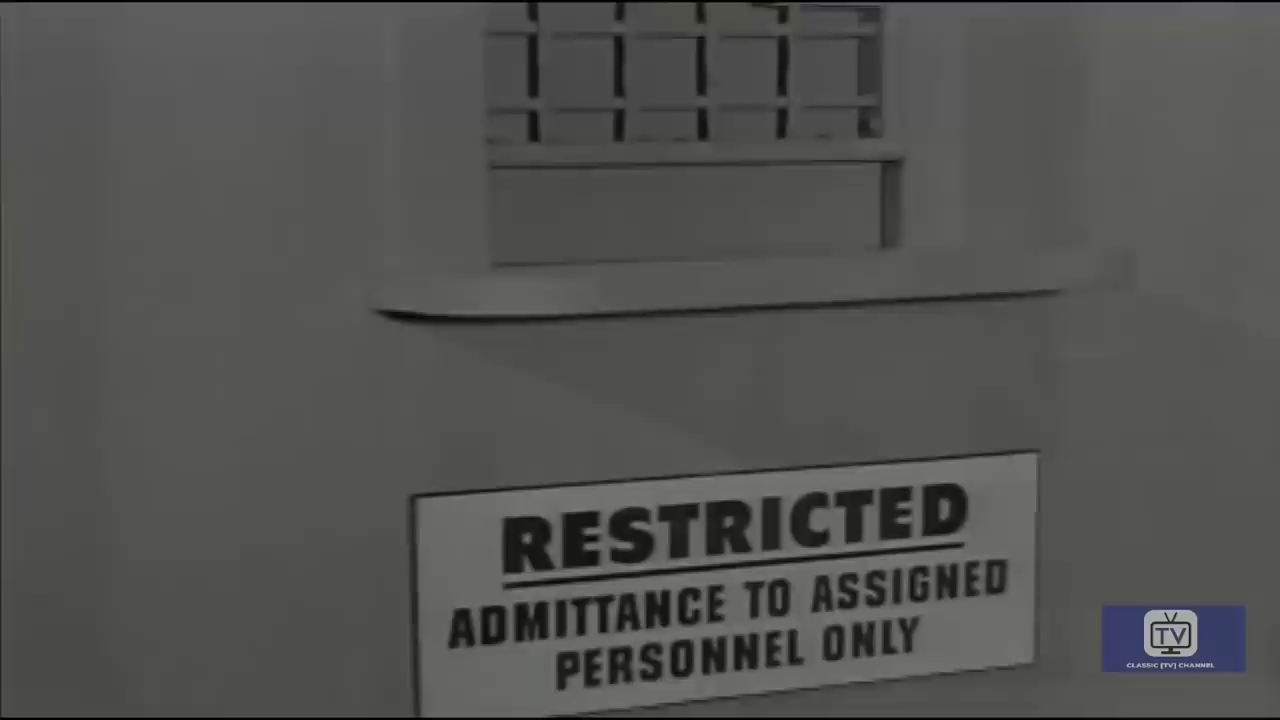 RESTRICTED
ADMITTANCE TO ASSIGNED
PERSONNEL ONLY
TV
CLASSIC [TV] CHANNEL